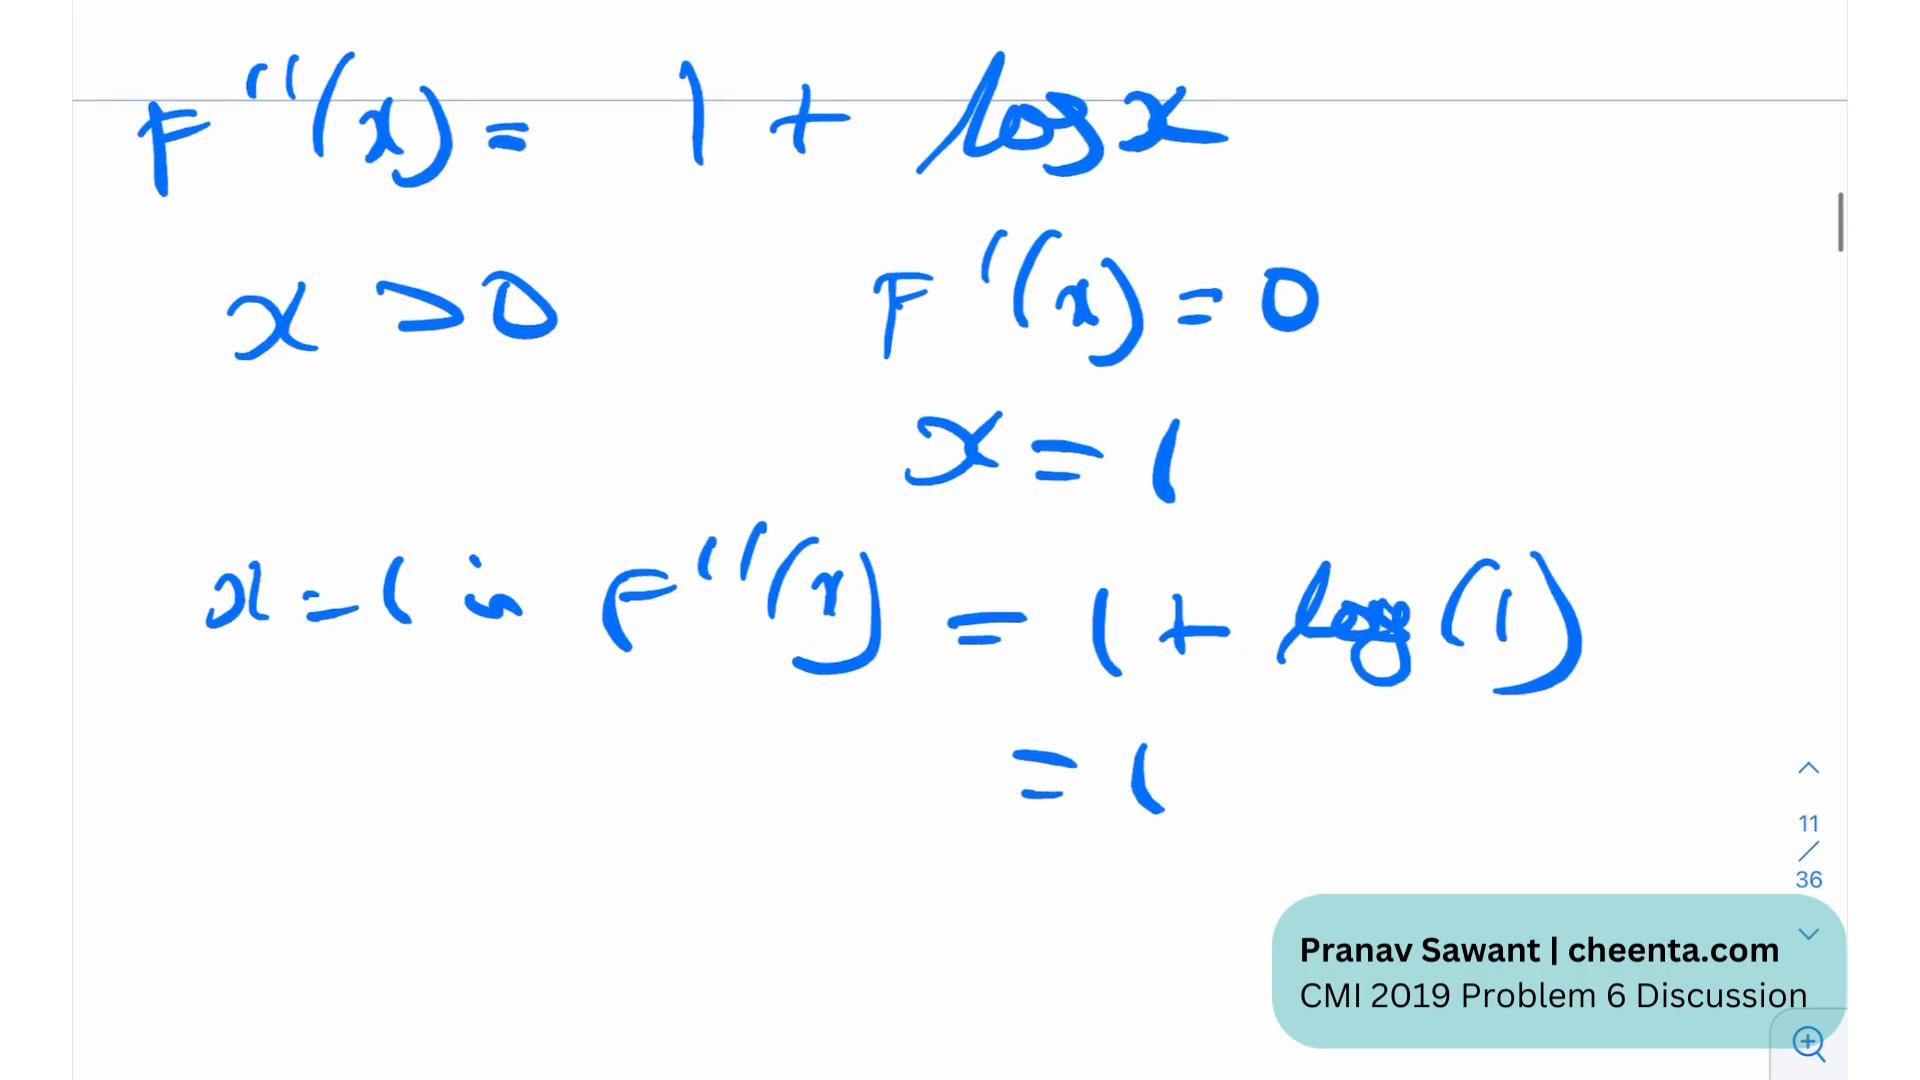 F''(x) = 1 + log x
x > 0 F'(x) = 0
x = 1
x = 1 in F''(x) = 1 + log(1)
= 1
11
/
36
Pranav Sawant | cheenta.com
CMI 2019 Problem 6 Discussion